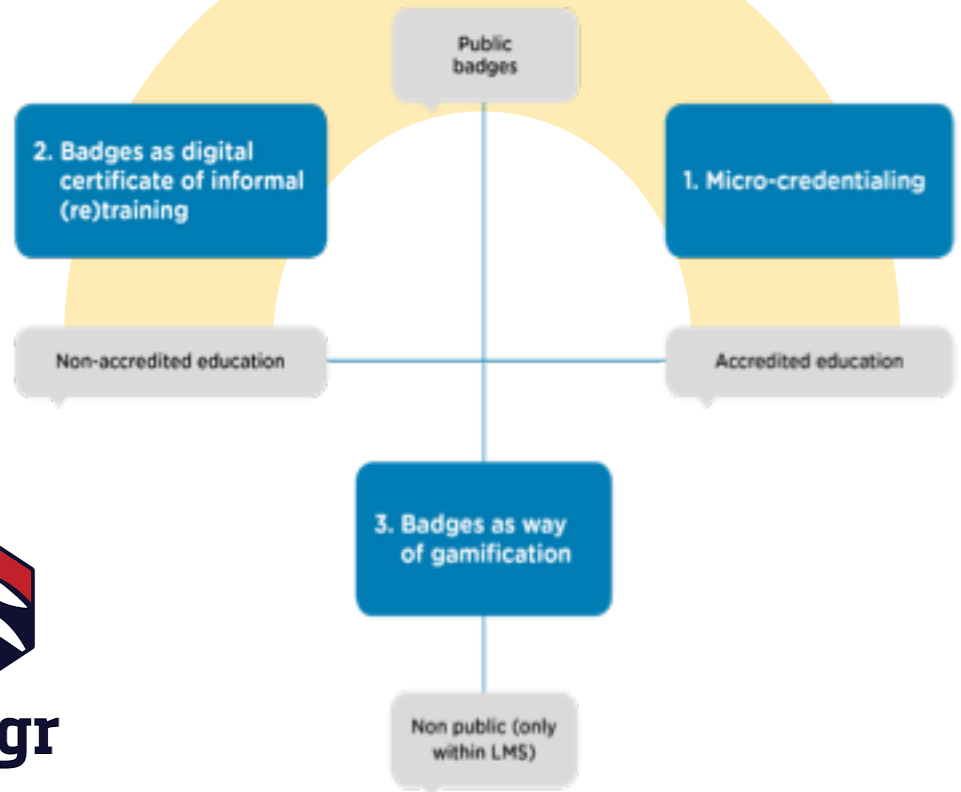 Public
badges
2. Badges as digital
certificate of informal
(re)training
1. Micro-credentialing
Non-accredited education
Accredited education
3. Badges as way
of gamification
gr
Non public (only
within LMS)